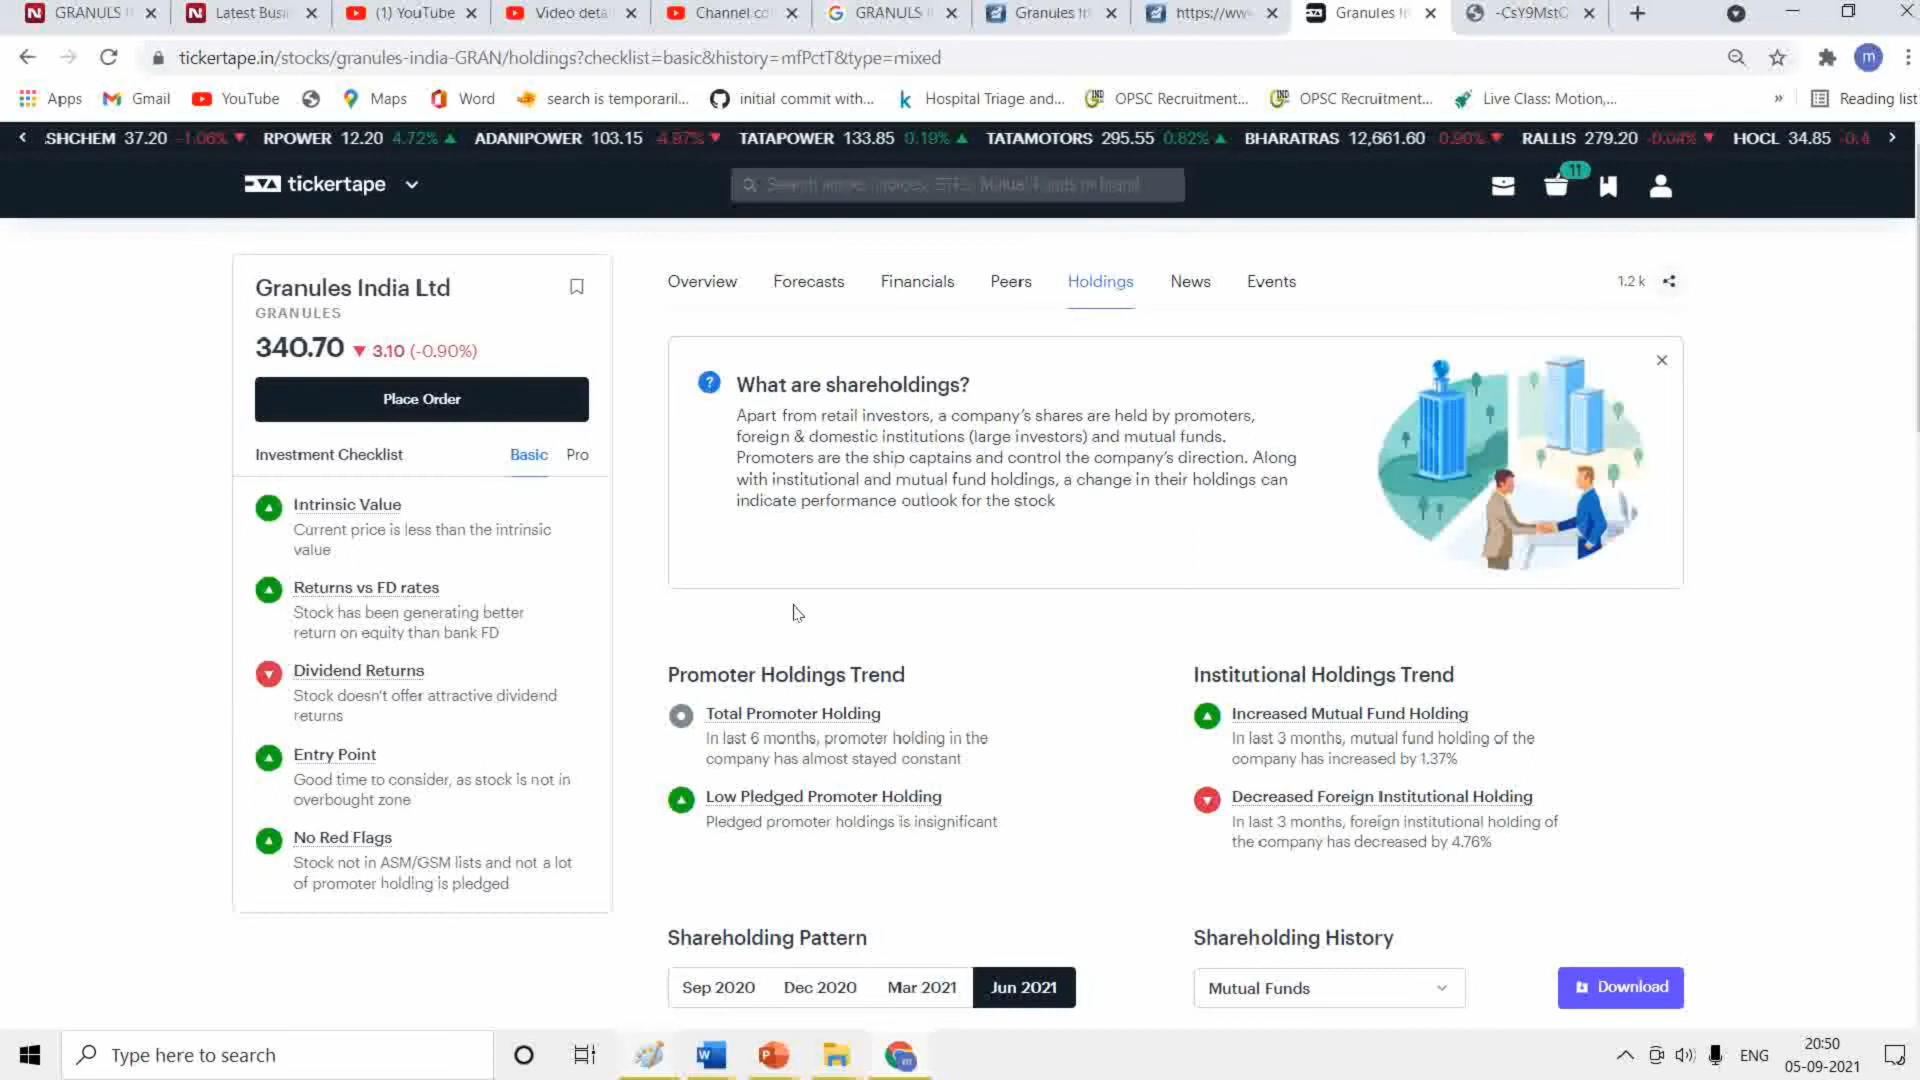 GRANULS
Latest Busi
(1) YouTube
Video deta
Channel co
GRANULS
Granules In
https://ww
Granules In
-CsY9MstC
tickertape.in/stocks/granules-india-GRAN/holdings?checklist=basic&history=mfPctT&type=mixed
m
Apps Gmail YouTube Maps Word search is temporaril... initial commit with... Hospital Triage and... OPSC Recruitment... OPSC Recruitment... Live Class: Motion,... » Reading list
SHCHEM 37.20 -1.06% RPOWER 12.20 4.72% ADANIPOWER 103.15 -4.97% TATAPOWER 133.85 0.19% TATAMOTORS 295.55 0.82% BHARATRAS 12,661.60 0.90% RALLIS 279.20 -0.04% HOCL 34.85 -0.4
tickertape
11
Granules India Ltd
GRANULES
340.70 3.10 (-0.90%)
Place Order
Investment Checklist Basic Pro
Intrinsic Value
Current price is less than the intrinsic
value
Returns vs FD rates
Stock has been generating better
return on equity than bank FD
Dividend Returns
Stock doesn't offer attractive dividend
returns
Entry Point
Good time to consider, as stock is not in
overbought zone
No Red Flags
Stock not in ASM/GSM lists and not a lot
of promoter holding is pledged
Overview Forecasts Financials Peers Holdings News Events 1.2 k
What are shareholdings?
Apart from retail investors, a company's shares are held by promoters,
foreign & domestic institutions (large investors) and mutual funds.
Promoters are the ship captains and control the company's direction. Along
with institutional and mutual fund holdings, a change in their holdings can
indicate performance outlook for the stock
Promoter Holdings Trend
Total Promoter Holding
In last 6 months, promoter holding in the
company has almost stayed constant
Low Pledged Promoter Holding
Pledged promoter holdings is insignificant
Institutional Holdings Trend
Increased Mutual Fund Holding
In last 3 months, mutual fund holding of the
company has increased by 1.37%
Decreased Foreign Institutional Holding
In last 3 months, foreign institutional holding of
the company has decreased by 4.76%
Shareholding Pattern
Sep 2020 Dec 2020 Mar 2021 Jun 2021
Shareholding History
Mutual Funds
Download
Type here to search
ENG
20:50
05-09-2021